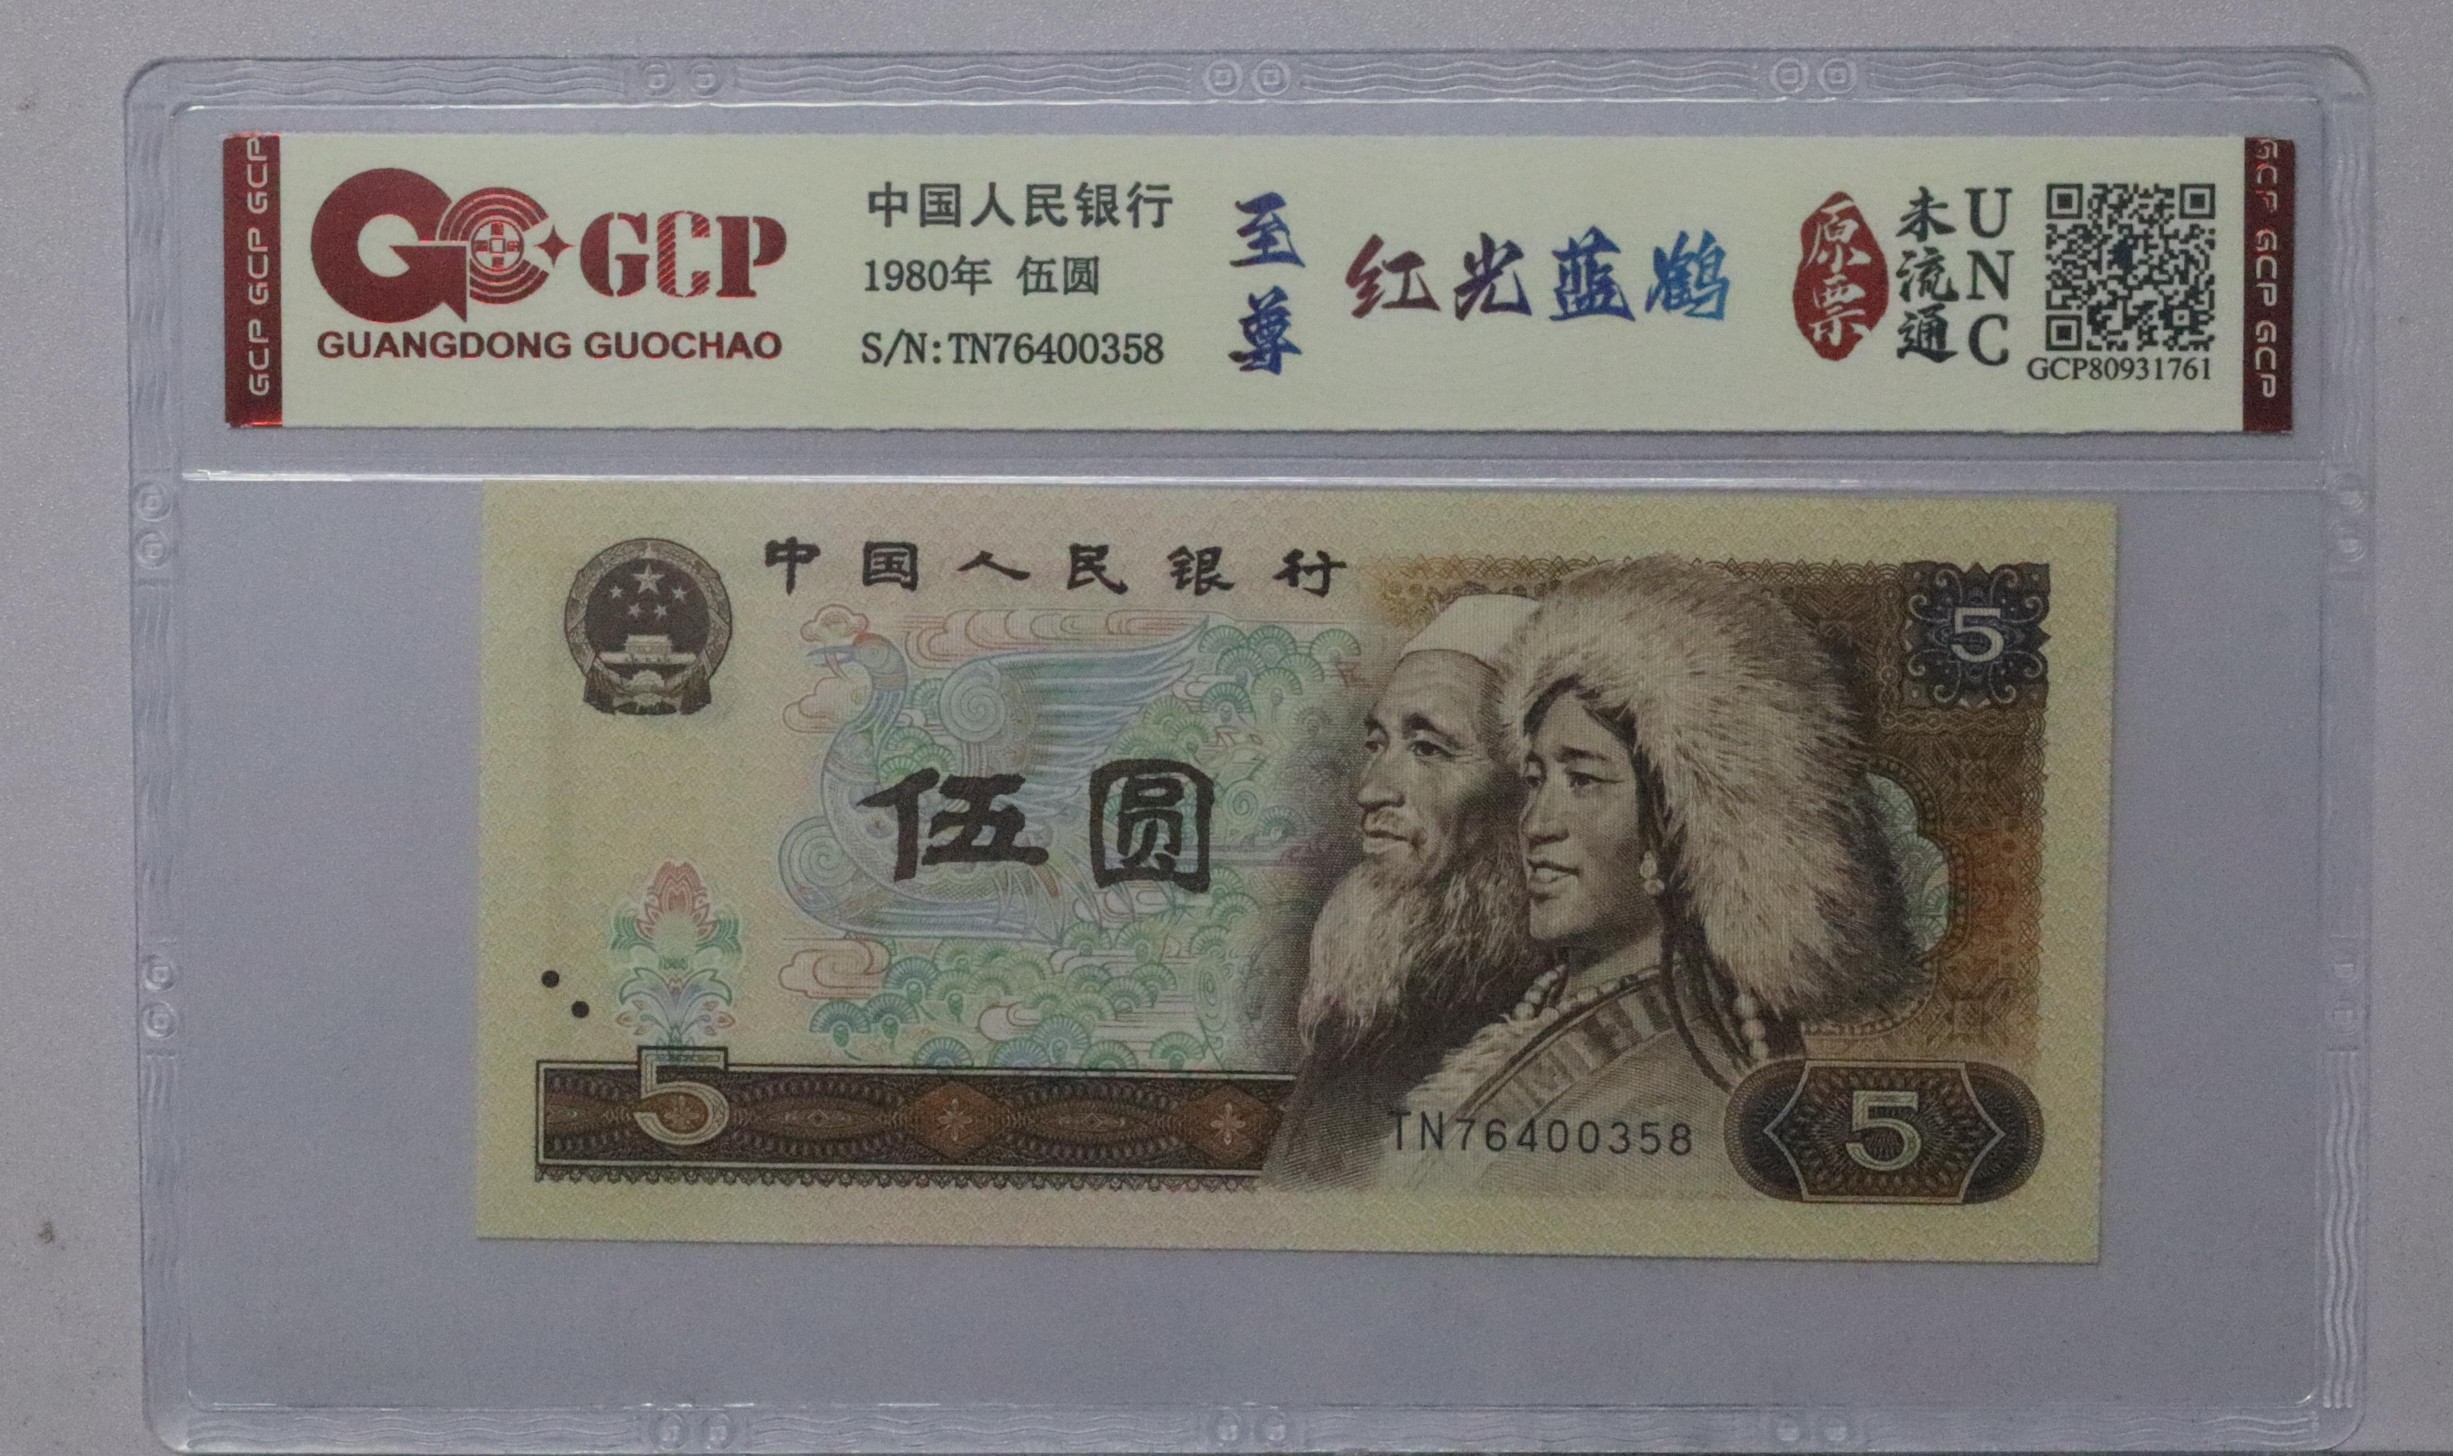 GCP GCP GCP
GCP
GUANGDONG GUOCHAO
中国人民银行
1980年 伍圆
S/N:TN76400358
至尊
红光蓝鹤
原票
未流通
UNC
GCP80931761
GCP GCP GCP
中国人民银行
5
伍圆
5
TN76400358
5